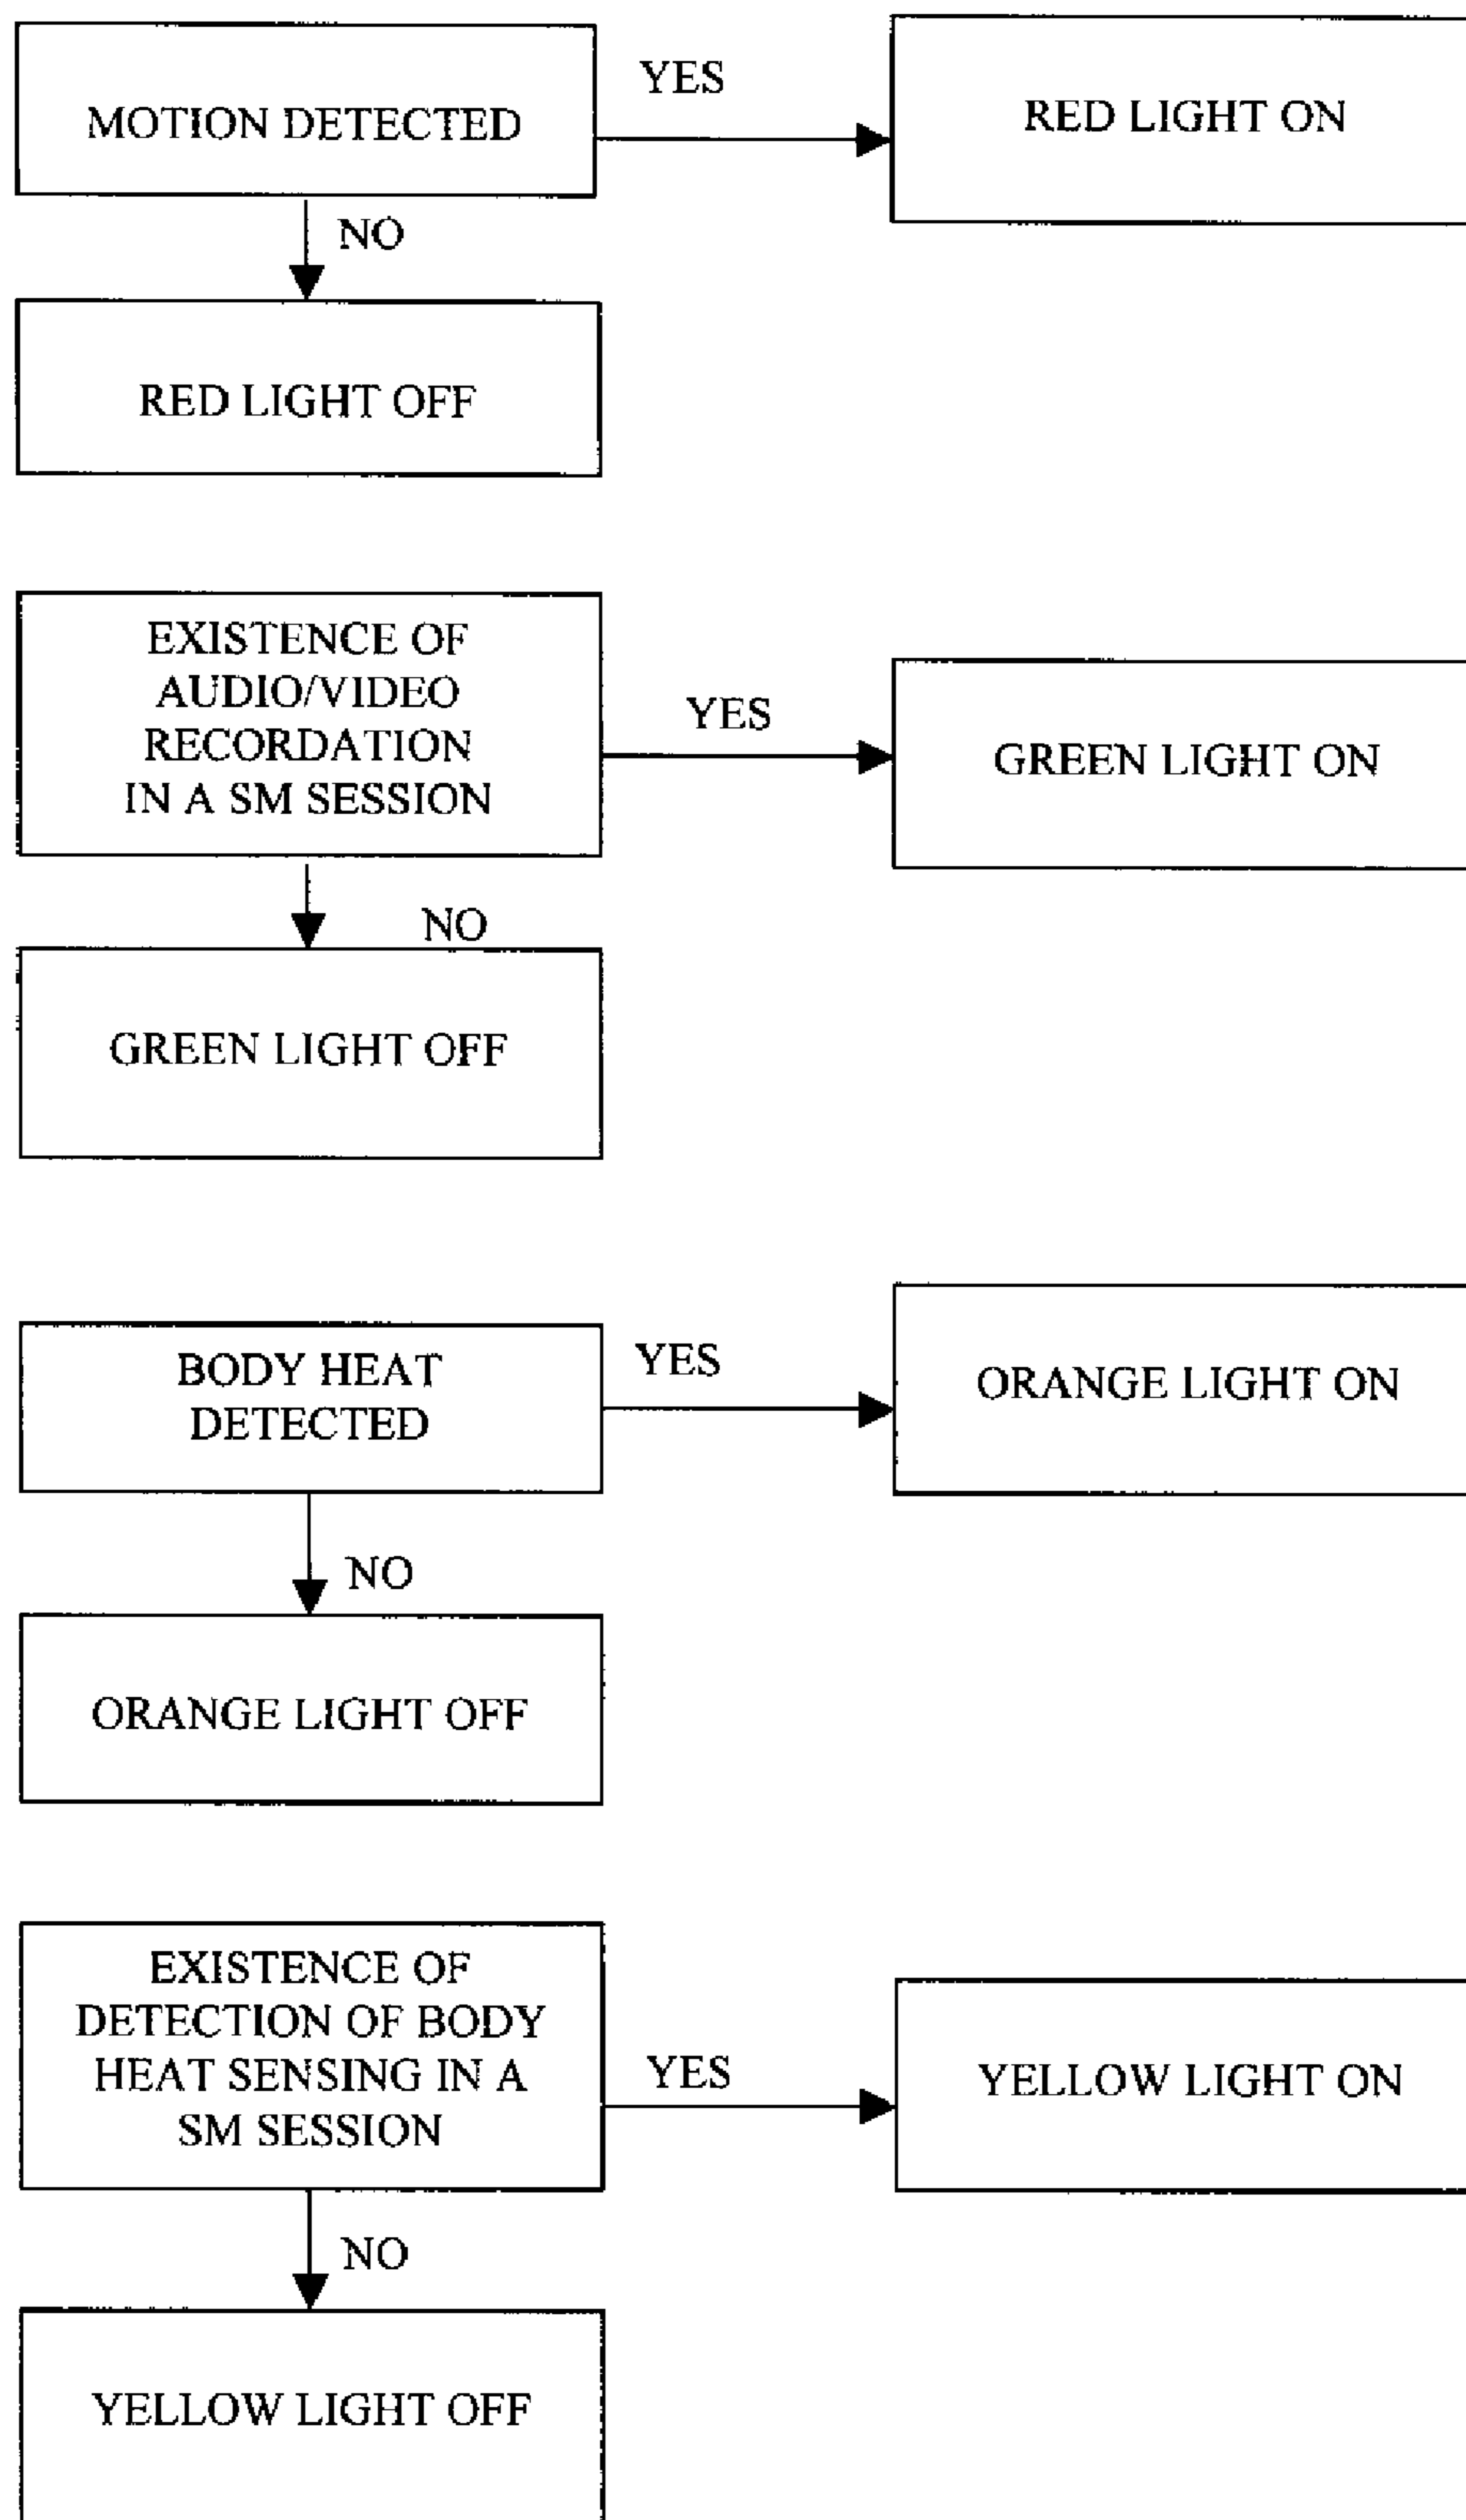 MOTION DETECTED
YES
RED LIGHT ON
NO
RED LIGHT OFF
EXISTENCE OF
AUDIO/VIDEO
RECORDATION
IN A SM SESSION
YES
GREEN LIGHT ON
NO
GREEN LIGHT OFF
BODY HEAT
DETECTED
YES
ORANGE LIGHT ON
NO
ORANGE LIGHT OFF
EXISTENCE OF
DETECTION OF BODY
HEAT SENSING IN A
SM SESSION
YES
YELLOW LIGHT ON
NO
YELLOW LIGHT OFF